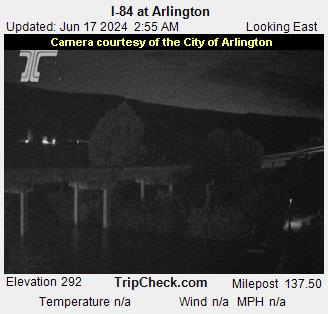 I-84 at Arlington
Updated: Jun 17 2024 2:55 AM Looking East
Camera courtesy of the City of Arlington
Elevation 292 TripCheck.com Milepost 137.50
Temperature n/a Wind n/a MPH n/a